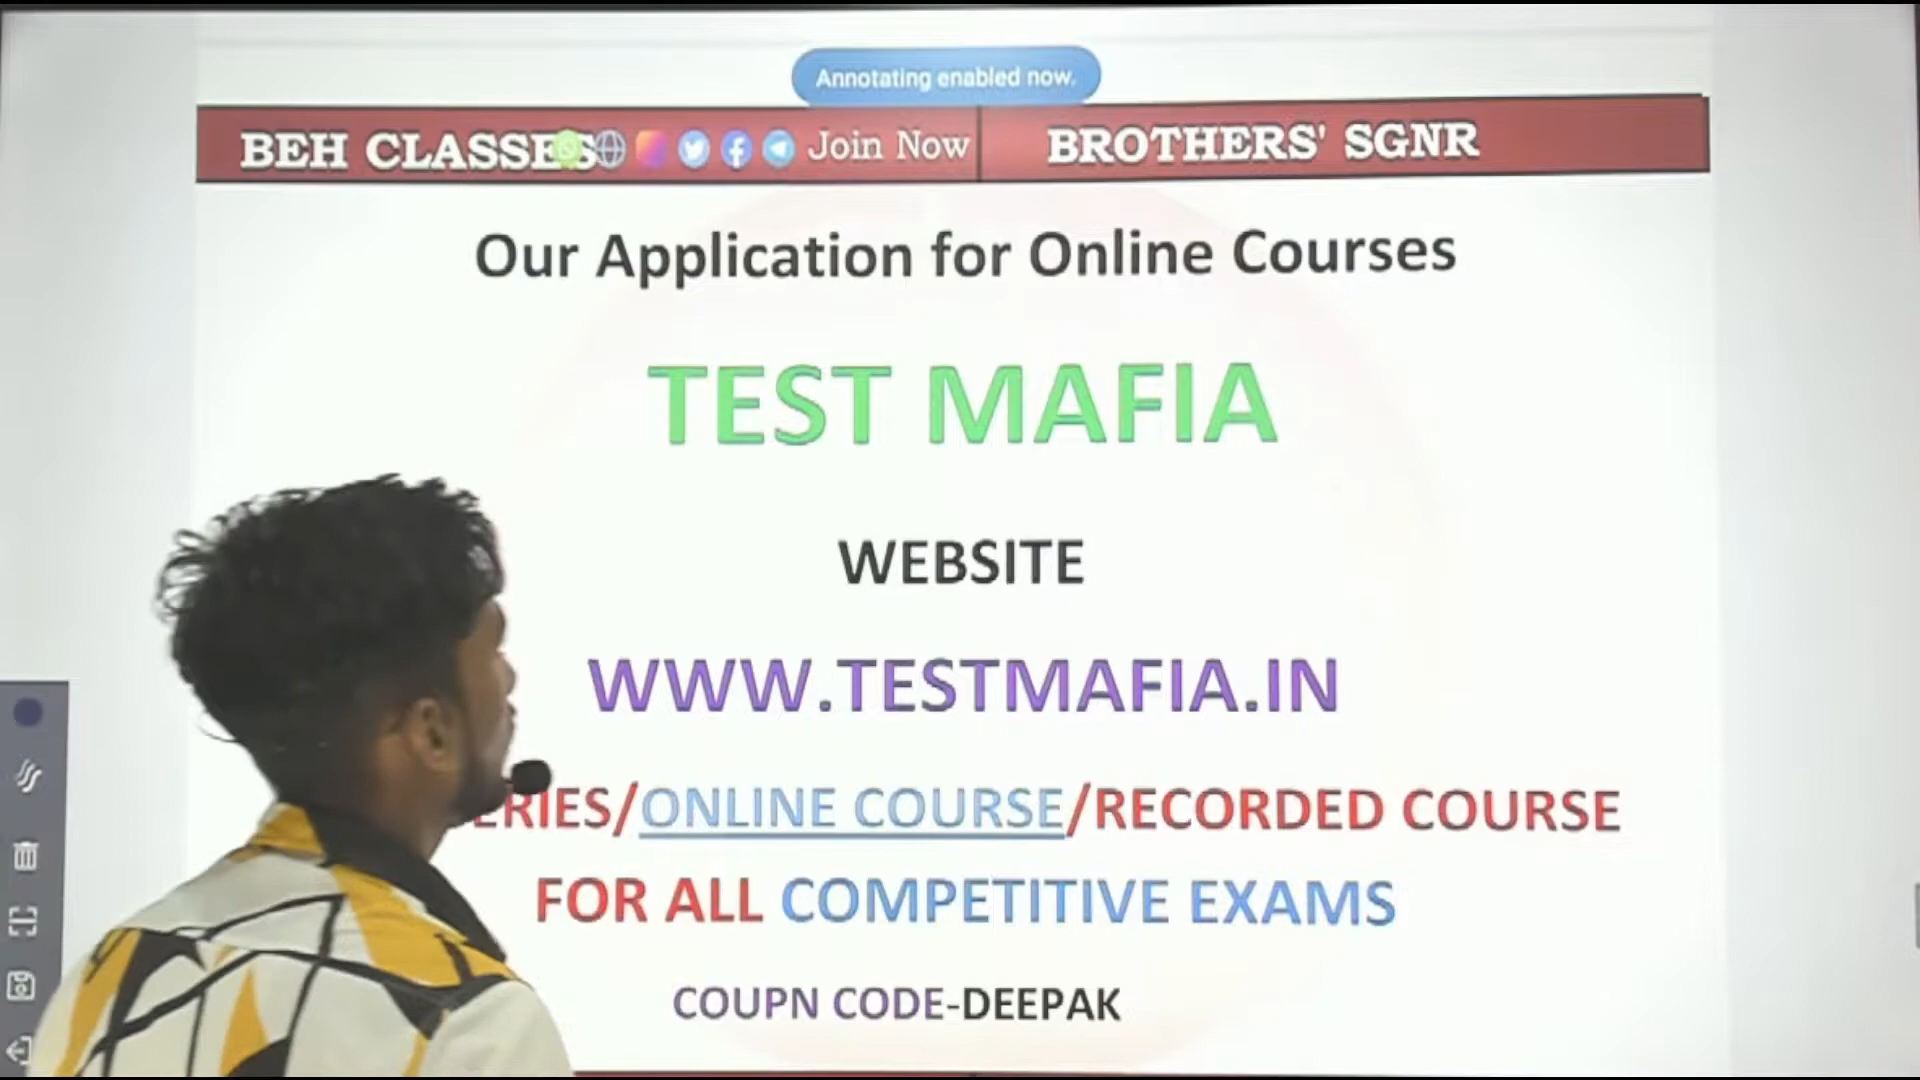 Annotating enabled now.
BEH CLASSES Join Now BROTHERS' SGNR
Our Application for Online Courses
TEST MAFIA
WEBSITE
WWW.TESTMAFIA.IN
/ONLINE COURSE/RECORDED COURSE
FOR ALL COMPETITIVE EXAMS
COUPN CODE-DEEPAK